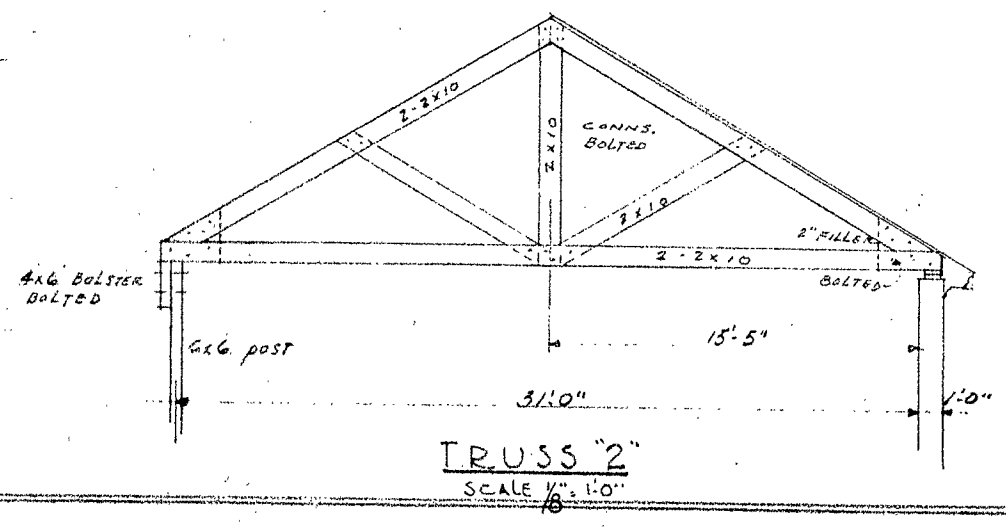 2-2x10
2x10
CONNS.
BOLTED
2x10
2" FILLER
2-2x10
4x6 BOLSTER
BOLTED
BOLTED
6x6 POST
15'-5"
31'0"
1'-0"
TRUSS "2"
SCALE 1/8" = 1'-0"